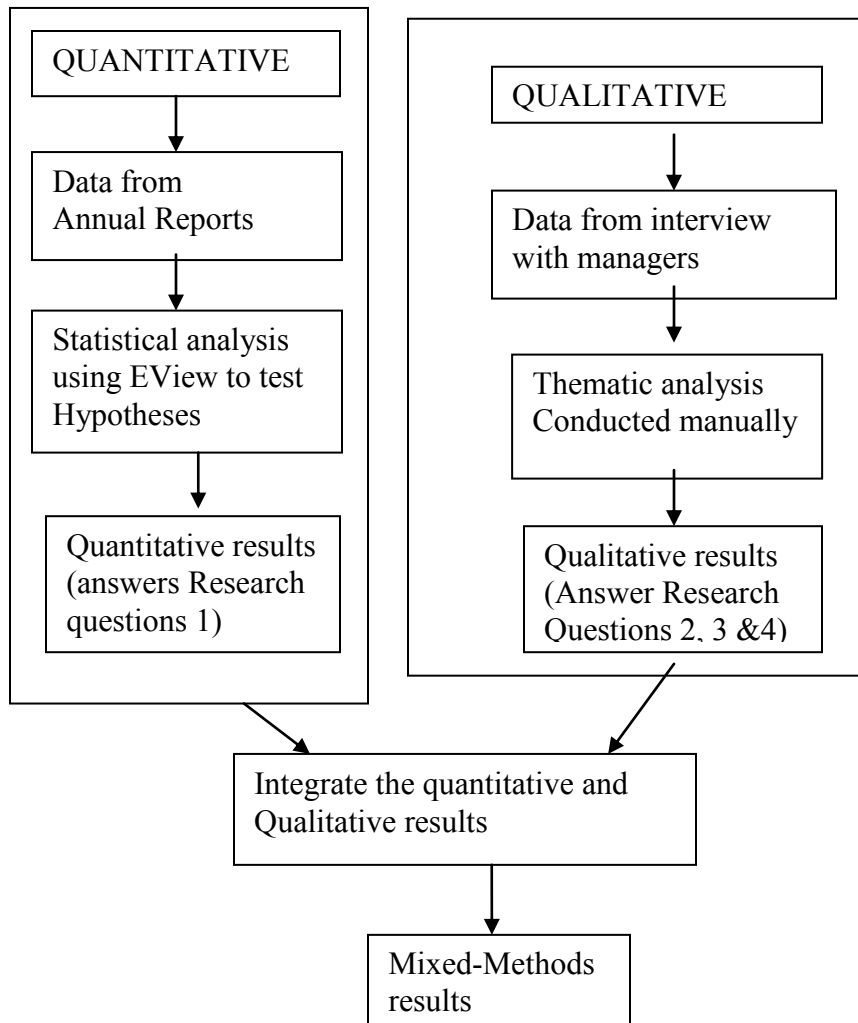 QUANTITATIVE
Data from
Annual Reports
Statistical analysis
using EView to test
Hypotheses
Quantitative results
(answers Research
questions 1)
QUALITATIVE
Data from interview
with managers
Thematic analysis
Conducted manually
Qualitative results
(Answer Research
Questions 2, 3 &4)
Integrate the quantitative and
Qualitative results
Mixed-Methods
results